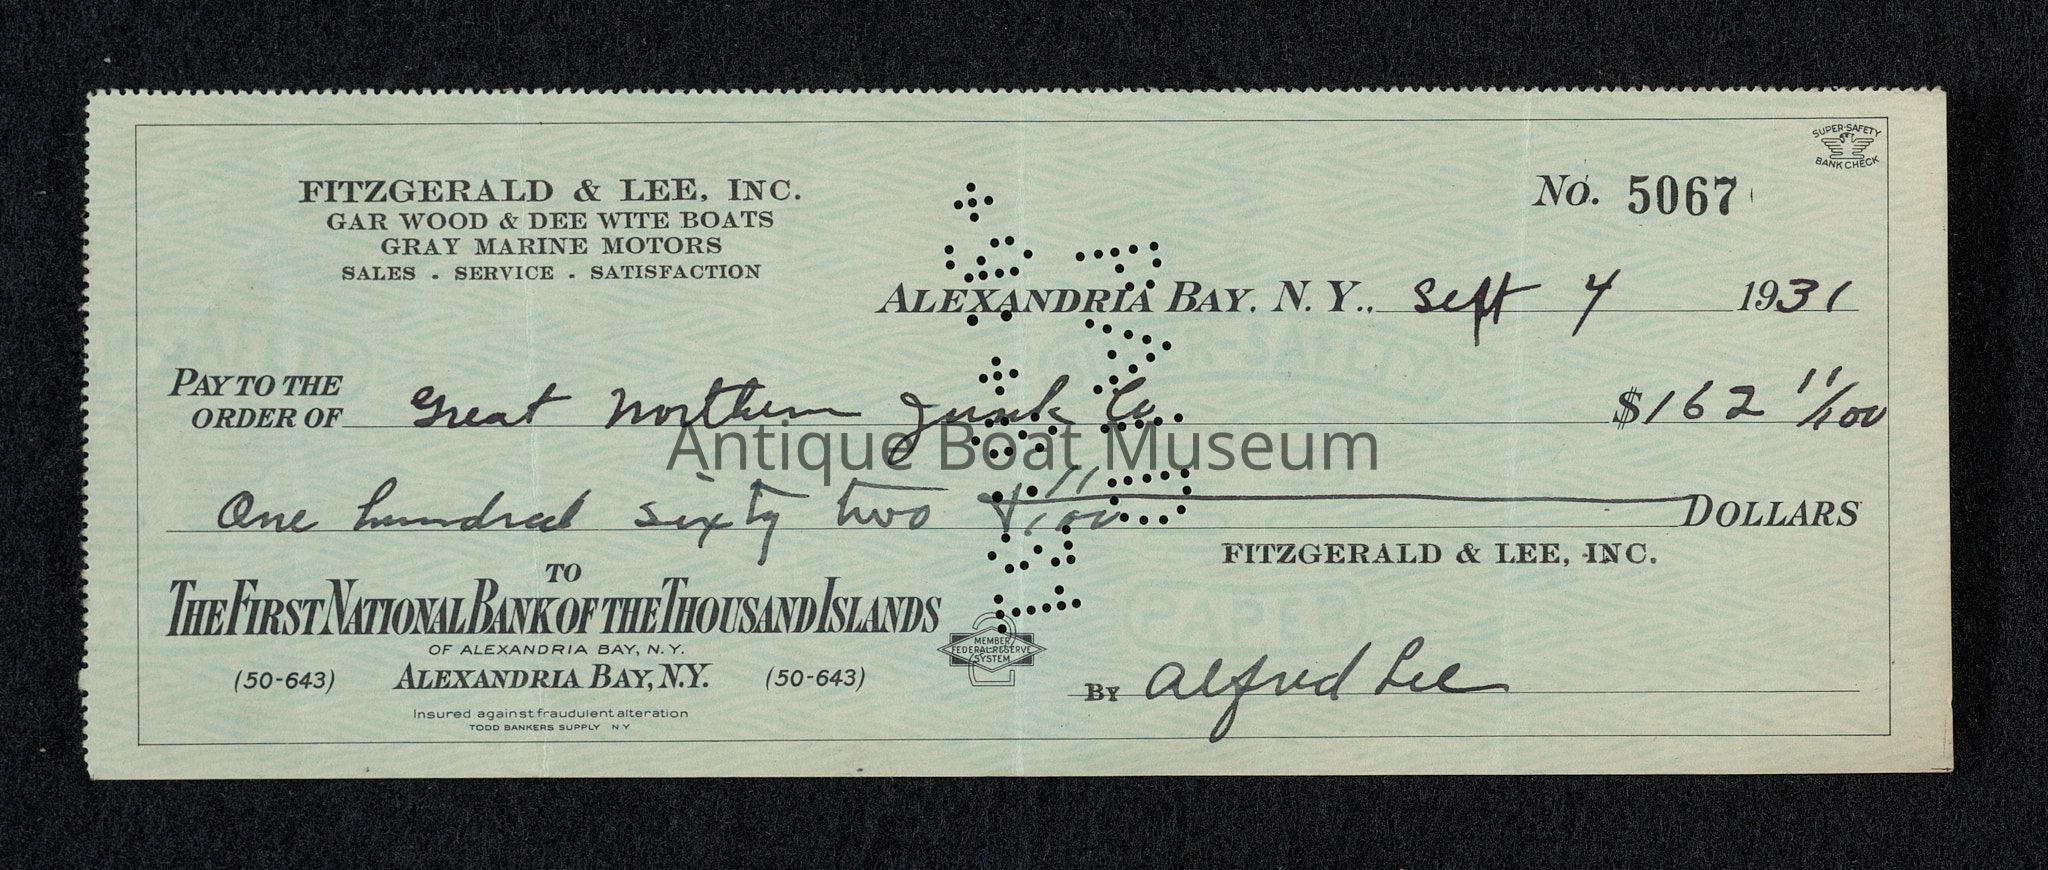 SUPER-SAFETY
BANK CHECK
FITZGERALD & LEE, INC.
GAR WOOD & DEE WITE BOATS
GRAY MARINE MOTORS
SALES . SERVICE . SATISFACTION
No. 5067
ALEXANDRIA BAY, N. Y., Sept 4 1931
PAY TO THE
ORDER OF Great Northern Junk Co $162 11/100
Antique Boat Museum
One hundred sixty two & 11/100 DOLLARS
FITZGERALD & LEE, INC.
TO
THE FIRST NATIONAL BANK OF THE THOUSAND ISLANDS
OF ALEXANDRIA BAY, N.Y.
(50-643) ALEXANDRIA BAY, N.Y. (50-643)
MEMBER
FEDERAL RESERVE
SYSTEM
By Alfred Lee
Insured against fraudulent alteration
TODD BANKERS SUPPLY N Y